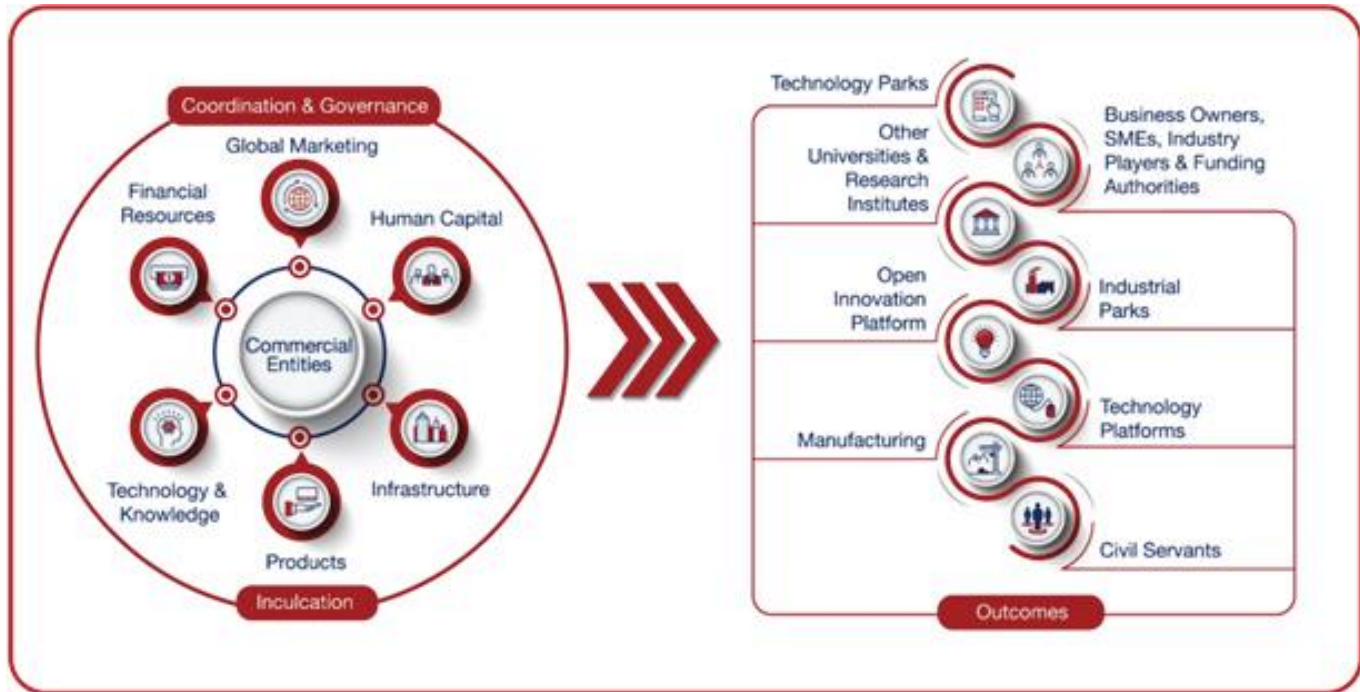 Coordination & Governance
Global Marketing
Financial
Resources
Human Capital
Commercial
Entities
Technology &
Knowledge
Infrastructure
Products
Inculcation
Technology Parks
Business Owners,
SMEs, Industry
Players & Funding
Authorities
Other
Universities &
Research
Institutes
Industrial
Parks
Open
Innovation
Platform
Technology
Platforms
Manufacturing
Civil Servants
Outcomes